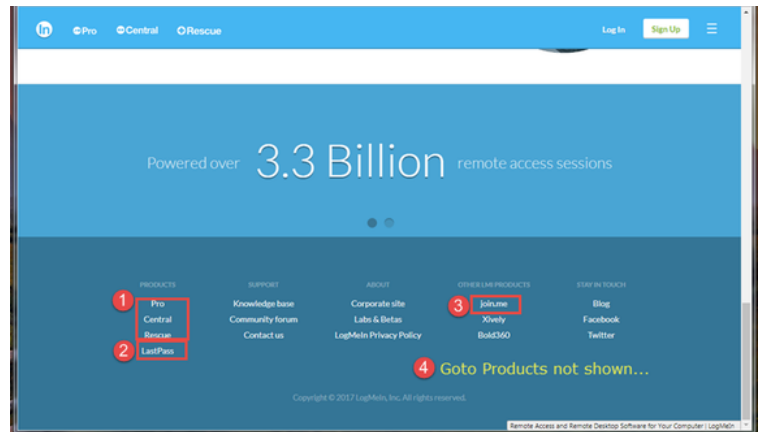 in Pro Central Rescue Log In Sign Up
Powered over 3.3 Billion remote access sessions
PRODUCTS SUPPORT ABOUT OTHER LMI PRODUCTS STAY IN TOUCH
1 Pro Knowledge base Corporate site 3 join.me Blog
Central Community forum Labs & Betas Xively Facebook
Rescue Contact us LogMeIn Privacy Policy Bold360 Twitter
2 LastPass
4 Goto Products not shown...
Copyright © 2017 LogMeIn, Inc. All rights reserved.
Remote Access and Remote Desktop Software for Your Computer | LogMeIn